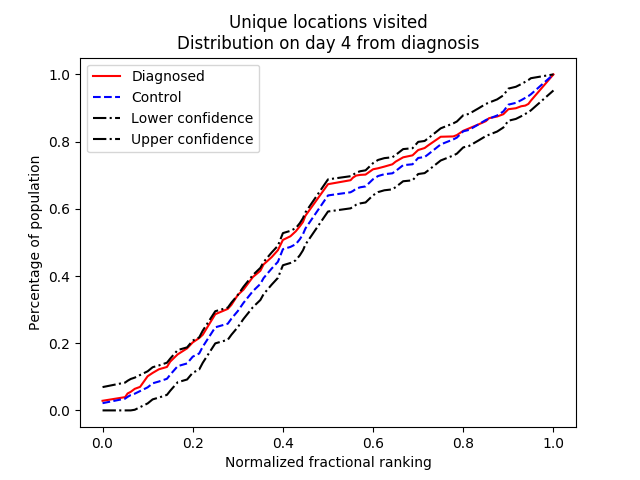 Unique locations visited
Distribution on day 4 from diagnosis
Diagnosed
Control
Lower confidence
Upper confidence
Percentage of population
1.0
0.8
0.6
0.4
0.2
0.0
0.0 0.2 0.4 0.6 0.8 1.0
Normalized fractional ranking